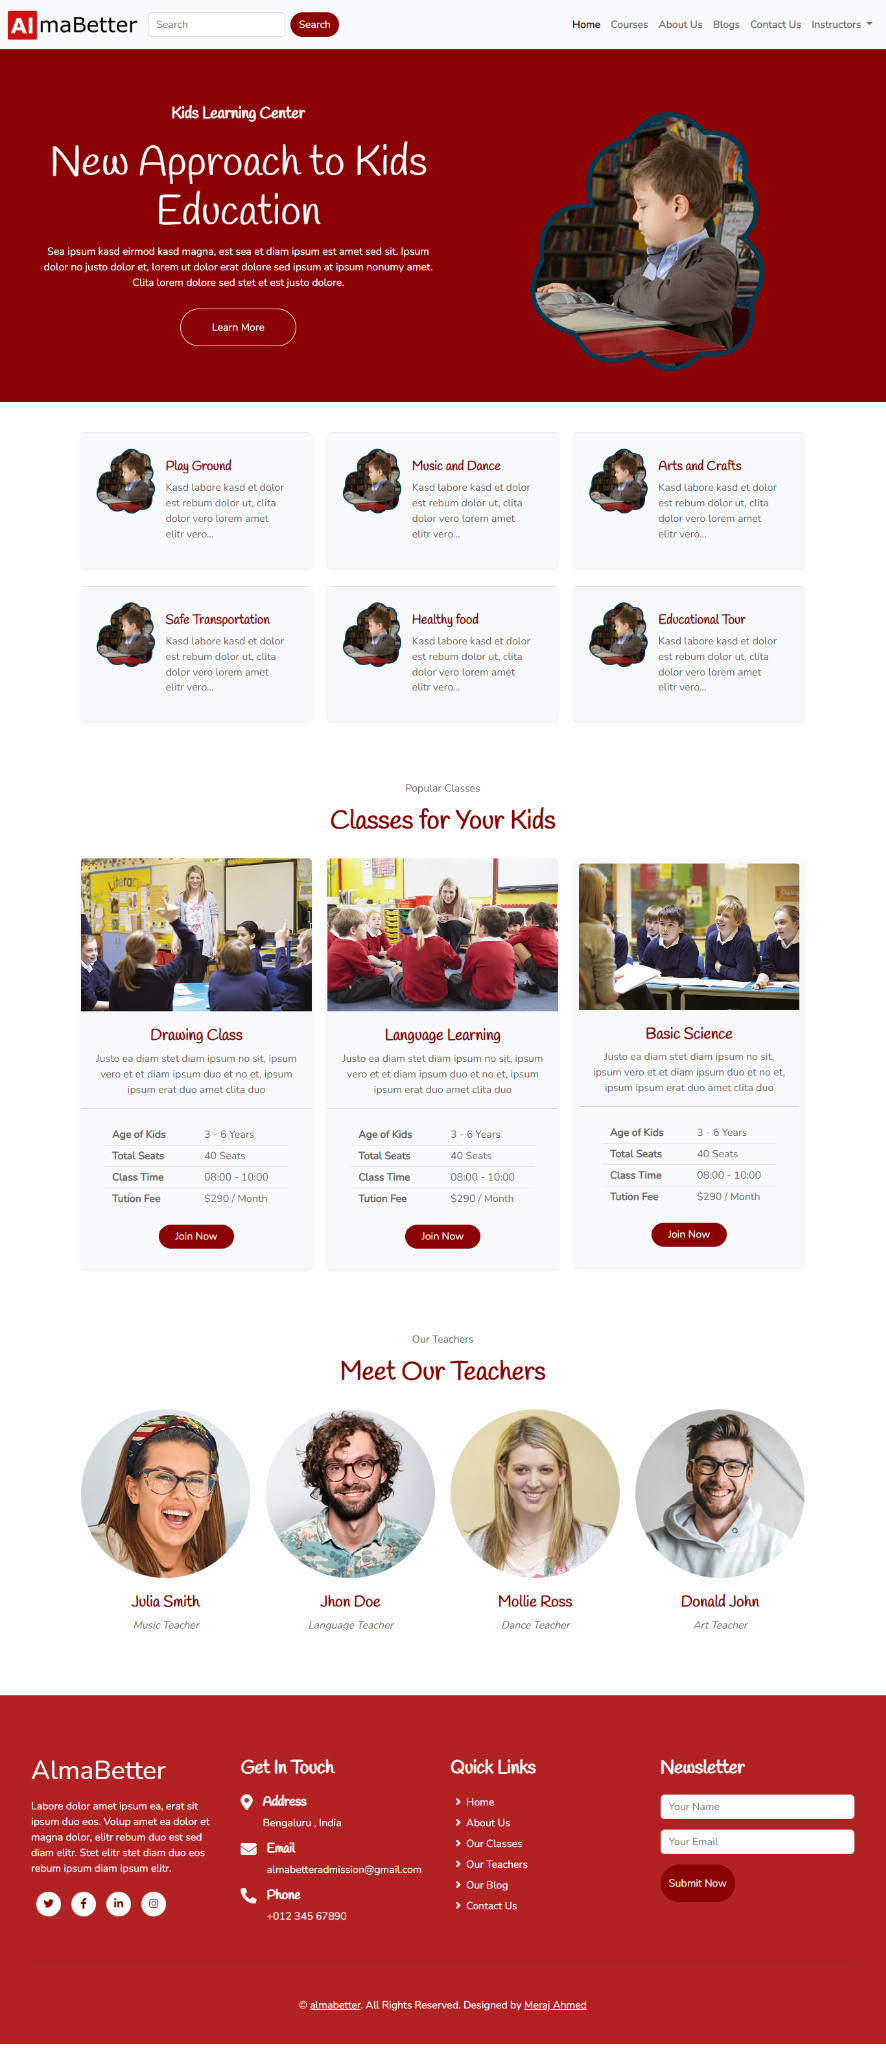 AlmaBetter
Search
Search
Home
Courses
About Us
Blogs
Contact Us
Instructors
Kids Learning Center
New Approach to Kids
Education
Sea ipsum kasd eirmod kasd magna, est sea et diam ipsum est amet sed sit. Ipsum
dolor no justo dolor et, lorem ut dolor erat dolore sed ipsum at ipsum nonumy amet.
Clita lorem dolore sed stet et est justo dolore.
Learn More
Play Ground
Kasd labore kasd et dolor
est rebum dolor ut, clita
dolor vero lorem amet
elitr vero...
Music and Dance
Kasd labore kasd et dolor
est rebum dolor ut, clita
dolor vero lorem amet
elitr vero...
Arts and Crafts
Kasd labore kasd et dolor
est rebum dolor ut, clita
dolor vero lorem amet
elitr vero...
Safe Transportation
Kasd labore kasd et dolor
est rebum dolor ut, clita
dolor vero lorem amet
elitr vero...
Healthy food
Kasd labore kasd et dolor
est rebum dolor ut, clita
dolor vero lorem amet
elitr vero...
Educational Tour
Kasd labore kasd et dolor
est rebum dolor ut, clita
dolor vero lorem amet
elitr vero...
Popular Classes
Classes for Your Kids
Drawing Class
Justo ea diam stet diam ipsum no sit, ipsum
vero et et diam ipsum duo et no et, ipsum
ipsum erat duo amet clita duo
Age of Kids 3 - 6 Years
Total Seats 40 Seats
Class Time 08:00 - 10:00
Tution Fee $290 / Month
Join Now
Language Learning
Justo ea diam stet diam ipsum no sit, ipsum
vero et et diam ipsum duo et no et, ipsum
ipsum erat duo amet clita duo
Age of Kids 3 - 6 Years
Total Seats 40 Seats
Class Time 08:00 - 10:00
Tution Fee $290 / Month
Join Now
Basic Science
Justo ea diam stet diam ipsum no sit,
ipsum vero et et diam ipsum duo et no et,
ipsum ipsum erat duo amet clita duo
Age of Kids 3 - 6 Years
Total Seats 40 Seats
Class Time 08:00 - 10:00
Tution Fee $290 / Month
Join Now
Our Teachers
Meet Our Teachers
Julia Smith
Music Teacher
Jhon Doe
Language Teacher
Mollie Ross
Dance Teacher
Donald John
Art Teacher
AlmaBetter
Labore dolor amet ipsum ea, erat sit
ipsum duo eos. Volup amet ea dolor et
magna dolor, elitr rebum duo est sed
diam elitr. Stet elitr stet diam duo eos
rebum ipsum diam ipsum elitr.
Get In Touch
Address
Bengaluru , India
Email
almabetteradmission@gmail.com
Phone
+012 345 67890
Quick Links
Home
About Us
Our Classes
Our Teachers
Our Blog
Contact Us
Newsletter
Your Name
Your Email
Submit Now
© almabetter. All Rights Reserved. Designed by Meraj Ahmed